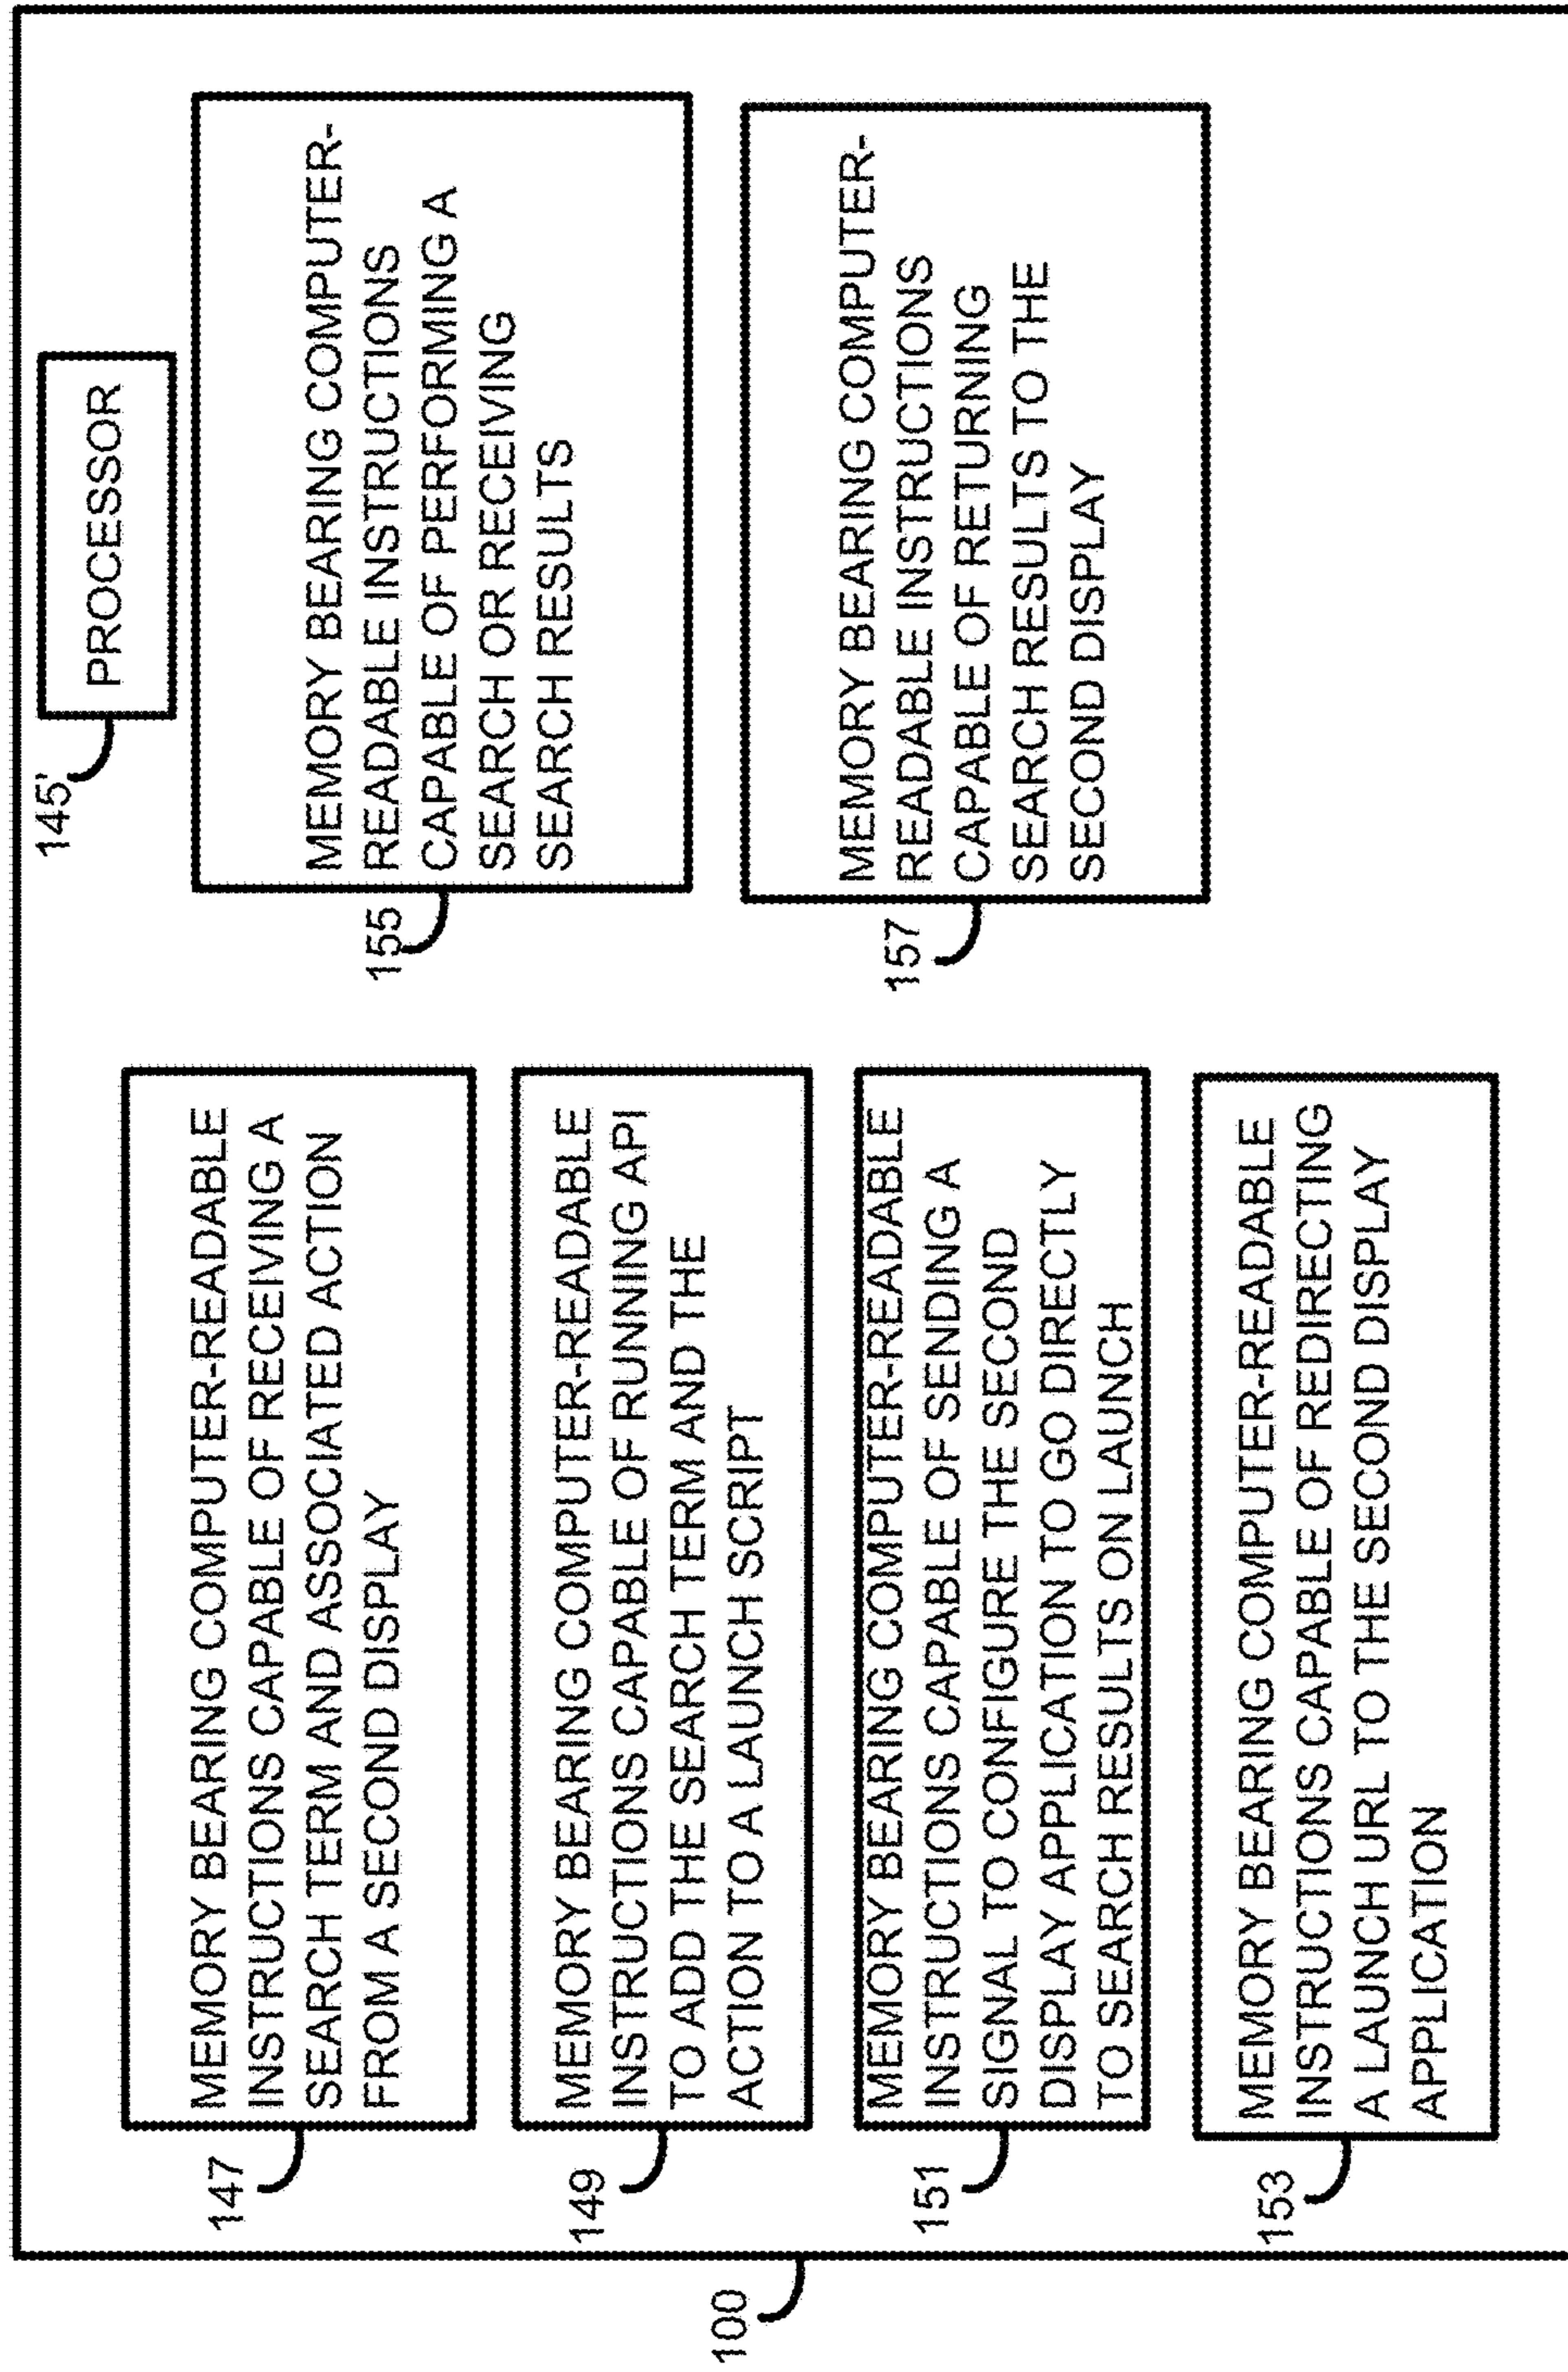 100
145'
PROCESSOR
147
MEMORY BEARING COMPUTER-READABLE
INSTRUCTIONS CAPABLE OF RECEIVING A
SEARCH TERM AND ASSOCIATED ACTION
FROM A SECOND DISPLAY
149
MEMORY BEARING COMPUTER-READABLE
INSTRUCTIONS CAPABLE OF RUNNING API
TO ADD THE SEARCH TERM AND THE
ACTION TO A LAUNCH SCRIPT
151
MEMORY BEARING COMPUTER-READABLE
INSTRUCTIONS CAPABLE OF SENDING A
SIGNAL TO CONFIGURE THE SECOND
DISPLAY APPLICATION TO GO DIRECTLY
TO SEARCH RESULTS ON LAUNCH
153
MEMORY BEARING COMPUTER-READABLE
INSTRUCTIONS CAPABLE OF REDIRECTING
A LAUNCH URL TO THE SECOND DISPLAY
APPLICATION
155
MEMORY BEARING COMPUTER-
READABLE INSTRUCTIONS
CAPABLE OF PERFORMING A
SEARCH OR RECEIVING
SEARCH RESULTS
157
MEMORY BEARING COMPUTER-
READABLE INSTRUCTIONS
CAPABLE OF RETURNING
SEARCH RESULTS TO THE
SECOND DISPLAY